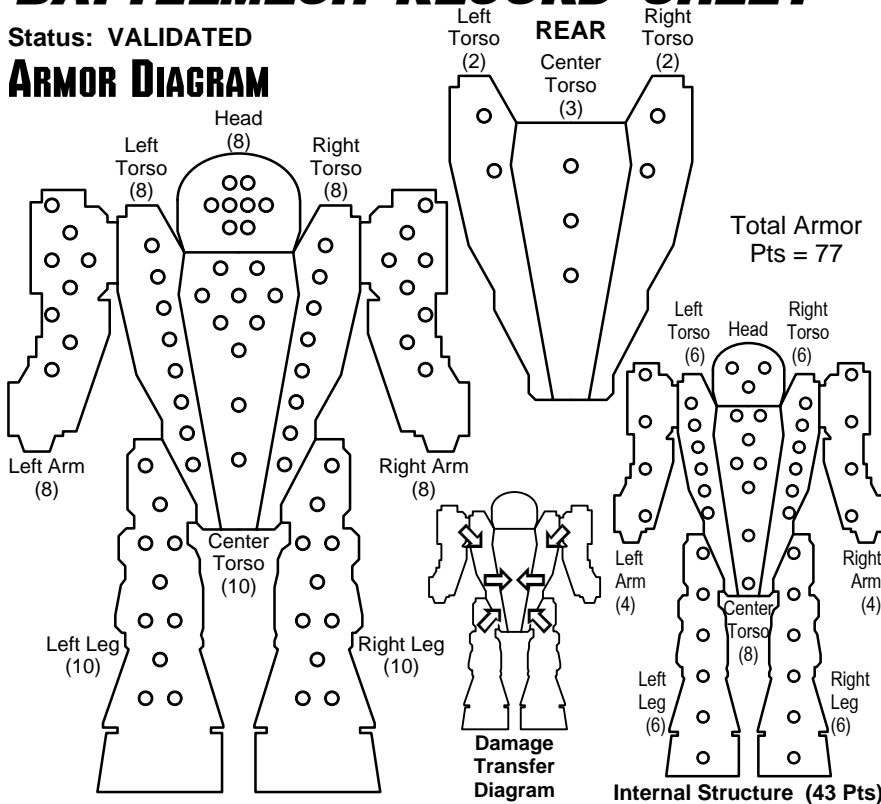 BATTLEMECH RECORD SHEET
Status: VALIDATED
ARMOR DIAGRAM
Left
Torso
(2)
REAR
Right
Torso
(2)
Center
Torso
(3)
Head
(8)
Left
Torso
(8)
Right
Torso
(8)
Total Armor
Pts = 77
Left Arm
(8)
Right Arm
(8)
Center
Torso
(10)
Left Leg
(10)
Right Leg
(10)
Damage
Transfer
Diagram
Left
Torso
(6)
Head
Right
Torso
(6)
Left
Arm
(4)
Right
Arm
(4)
Center
Torso
(8)
Left
Leg
(6)
Right
Leg
(6)
Internal Structure (43 Pts)